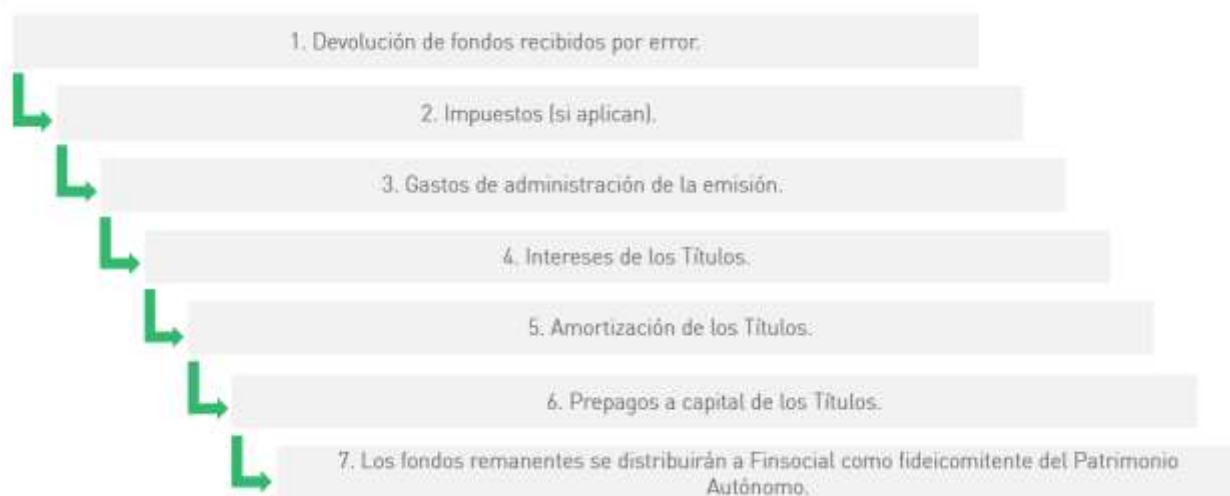 1. Devolución de fondos recibidos por error.
2. Impuestos (si aplican).
3. Gastos de administración de la emisión.
4. Intereses de los Títulos.
5. Amortización de los Títulos.
6. Prepagos a capital de los Títulos.
7. Los fondos remanentes se distribuirán a Finsocial como fideicomitente del Patrimonio
Autónomo.